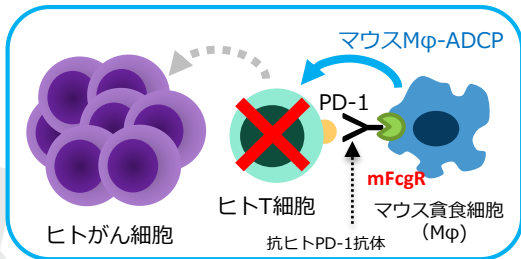 マウスMφ-ADCP
PD-1
mFcgR
ヒトがん細胞
ヒトT細胞
抗ヒトPD-1抗体
マウス貪食細胞
(Mφ)